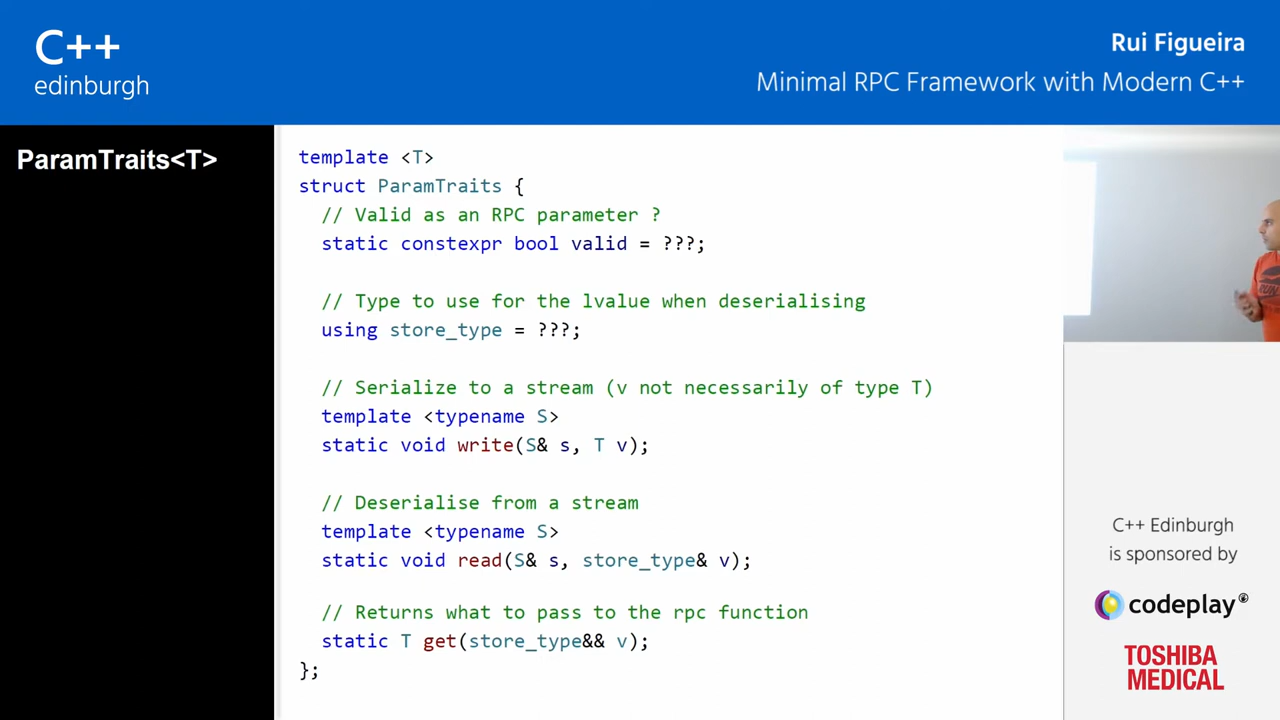 C++
edinburgh
Rui Figueira
Minimal RPC Framework with Modern C++
ParamTraits<T>
template <T>
struct ParamTraits {
// Valid as an RPC parameter ?
static constexpr bool valid = ???;
// Type to use for the lvalue when deserialising
using store_type = ???;
// Serialize to a stream (v not necessarily of type T)
template <typename S>
static void write(S& s, T v);
// Deserialise from a stream
template <typename S>
static void read(S& s, store_type& v);
// Returns what to pass to the rpc function
static T get(store_type&& v);
};
C++ Edinburgh
is sponsored by
codeplay
TOSHIBA
MEDICAL